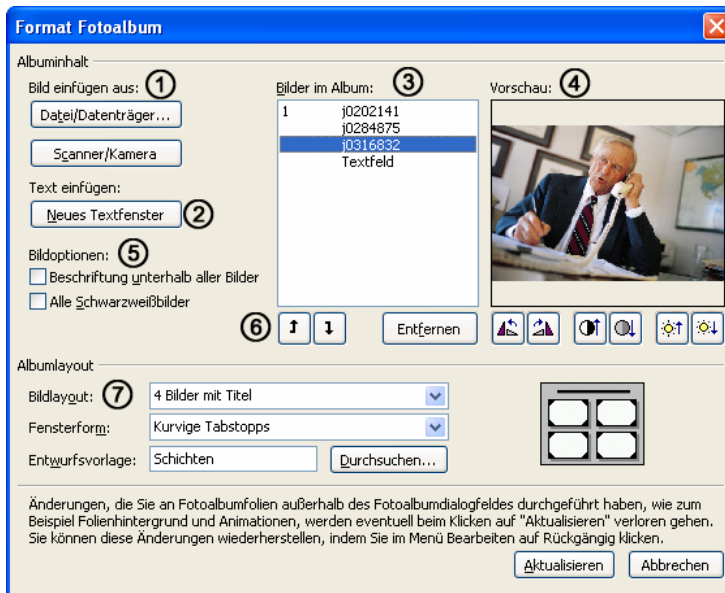 Format Fotoalbum
Albuminhalt
Bild einfügen aus: 1
Datei/Datenträger...
Scanner/Kamera
Text einfügen:
Neues Textfenster 2
Bildoptionen: 5
Beschriftung unterhalb aller Bilder
Alle Schwarzweißbilder
Bilder im Album: 3
1 j0202141
j0284875
j0316832
Textfeld
6
Entfernen
Vorschau: 4
Albumlayout
Bildlayout: 7 4 Bilder mit Titel
Fensterform: Kurvige Tabstopps
Entwurfsvorlage: Schichten Durchsuchen...
Änderungen, die Sie an Fotoalbumfolien außerhalb des Fotoalbumdialogfeldes durchgeführt haben, wie zum
Beispiel Folienhintergrund und Animationen, werden eventuell beim Klicken auf "Aktualisieren" verloren gehen.
Sie können diese Änderungen wiederherstellen, indem Sie im Menü Bearbeiten auf Rückgängig klicken.
Aktualisieren Abbrechen